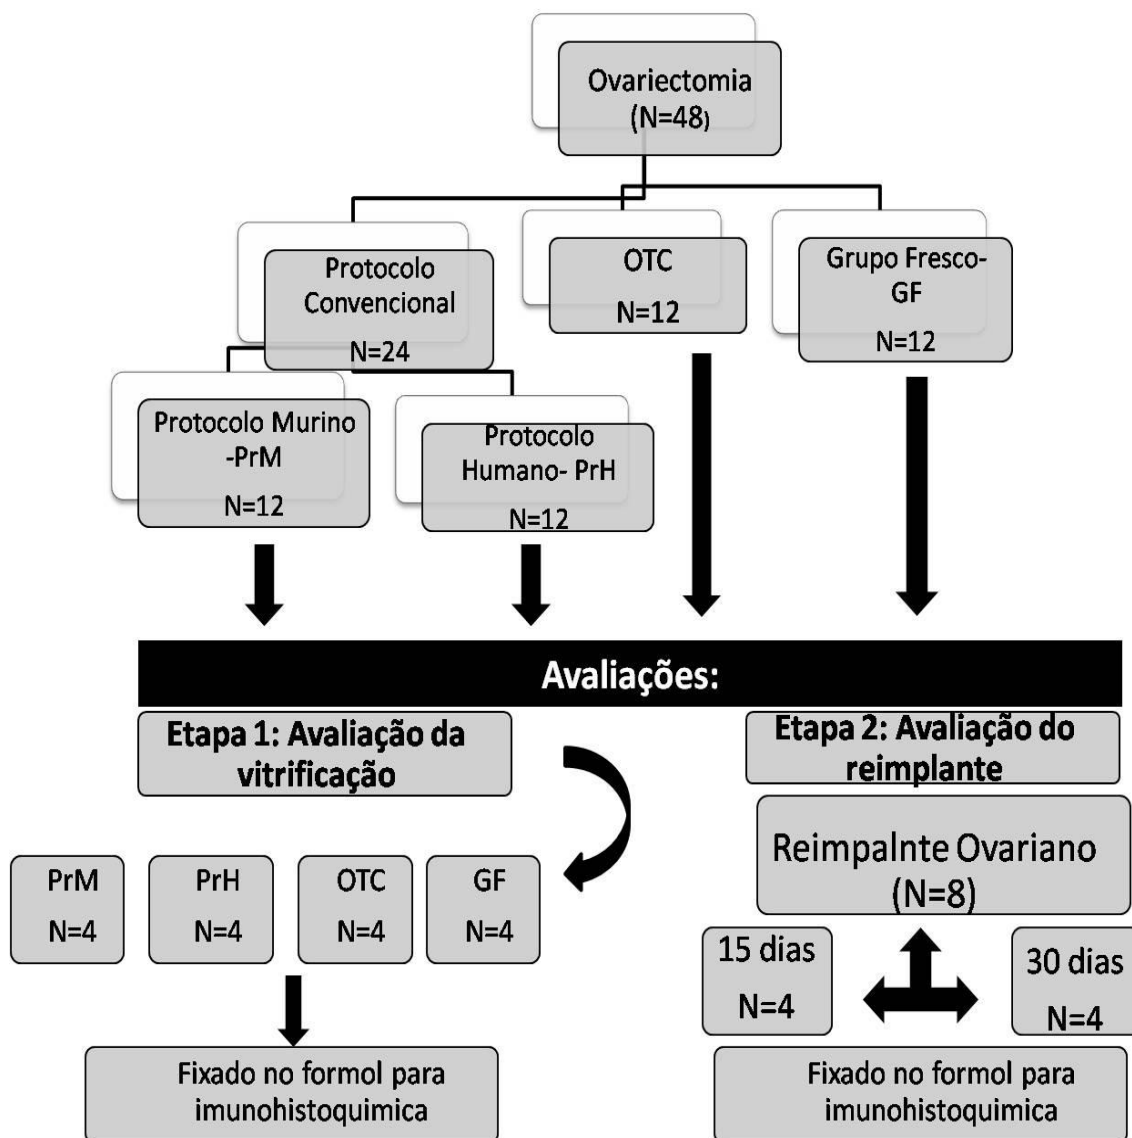 Ovariectomia
(N=48)
Protocolo
Convencional
N=24
OTC
N=12
Grupo Fresco-
GF
N=12
Protocolo Murino
-PrM
N=12
Protocolo
Humano- PrH
N=12
Avaliações:
Etapa 1: Avaliação da
vitrificação
Etapa 2: Avaliação do
reimplante
PrM
N=4
PrH
N=4
OTC
N=4
GF
N=4
Reimpalnte Ovariano
(N=8)
15 dias
N=4
30 dias
N=4
Fixado no formol para
imunohistoquimica
Fixado no formol para
imunohistoquimica